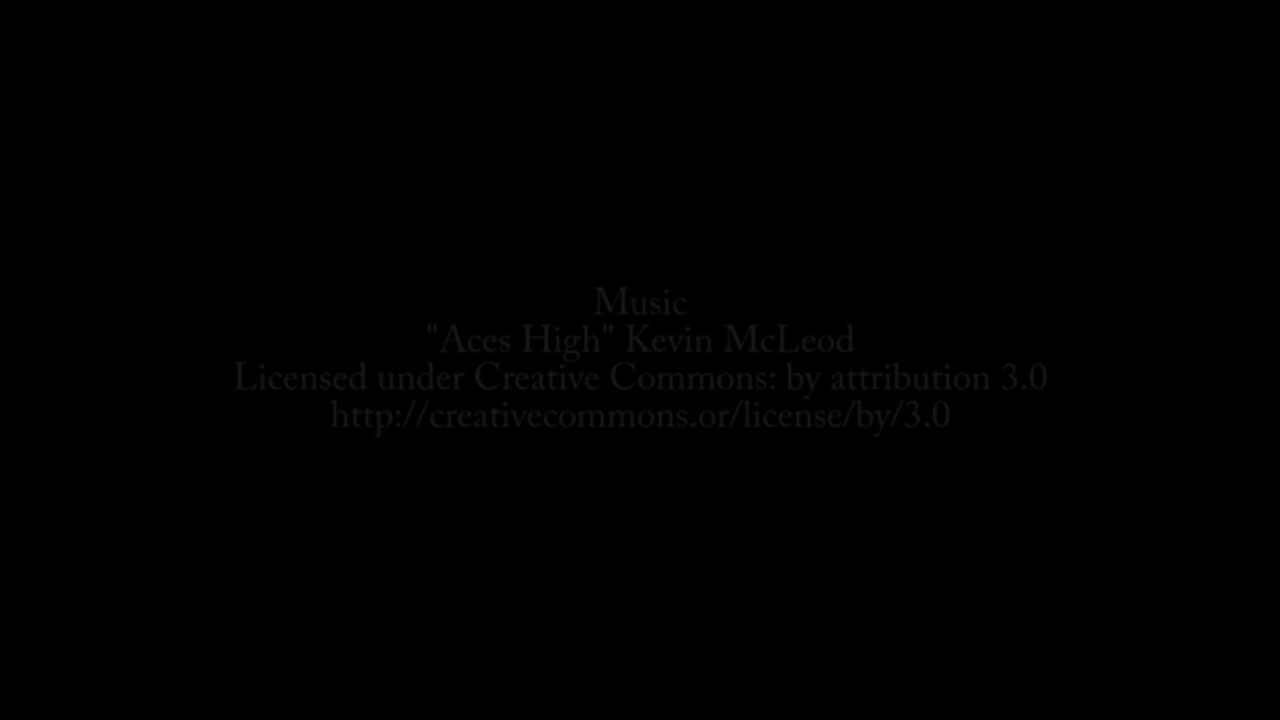 Music
"Aces High" Kevin McLeod
Licensed under Creative Commons: by attribution 3.0
http://creativecommons.or/license/by/3.0